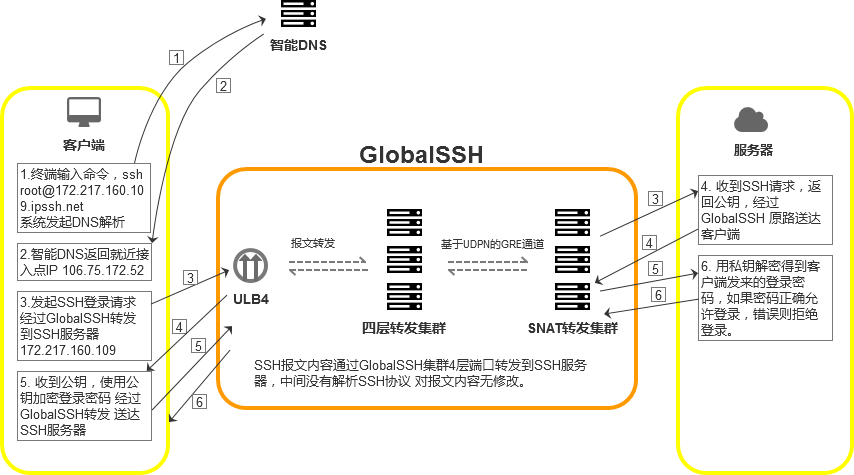 智能DNS
1
2
客户端
1.终端输入命令，ssh
root@172.217.160.10
9.ipssh.net
系统发起DNS解析
2.智能DNS返回就近接
入点IP 106.75.172.52
3.发起SSH登录请求
经过GlobalSSH转发
到SSH服务器
172.217.160.109
5. 收到公钥，使用公
钥加密登录密码 经过
GlobalSSH转发 送达
SSH服务器
3
4
5
6
GlobalSSH
ULB4
报文转发
四层转发集群
基于UDPN的GRE通道
SNAT转发集群
SSH报文内容通过GlobalSSH集群4层端口转发到SSH服务
器，中间没有解析SSH协议 对报文内容无修改。
3
4
5
6
服务器
4. 收到SSH请求，返
回公钥，经过
GlobalSSH 原路送达
客户端
6. 用私钥解密得到客
户端发来的登录密
码，如果密码正确允
许登录，错误则拒绝
登录。